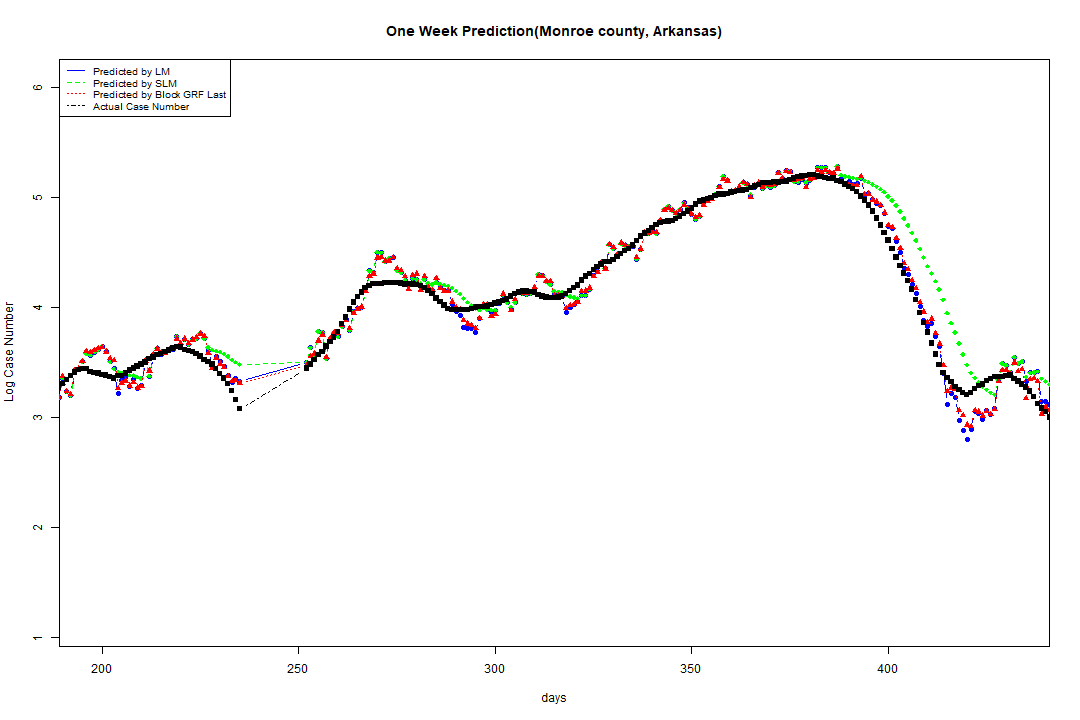 One Week Prediction(Monroe county, Arkansas)
Predicted by LM
Predicted by SLM
Predicted by Block GRF Last
Actual Case Number
6
5
4
3
2
1
Log Case Number
200 250 300 350 400
days